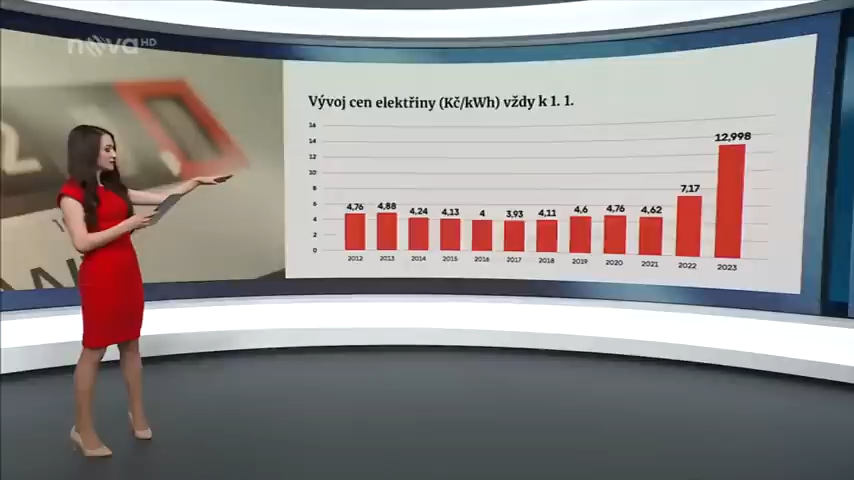 nova HD
Vývoj cen elektřiny (Kč/kWh) vždy k 1. 1.
16
14
12
10
8
6
4
2
0
4,76 4,88 4,24 4,13 4 3,93 4,11 4,6 4,76 4,62 7,17 12,998
2012 2013 2014 2015 2016 2017 2018 2019 2020 2021 2022 2023